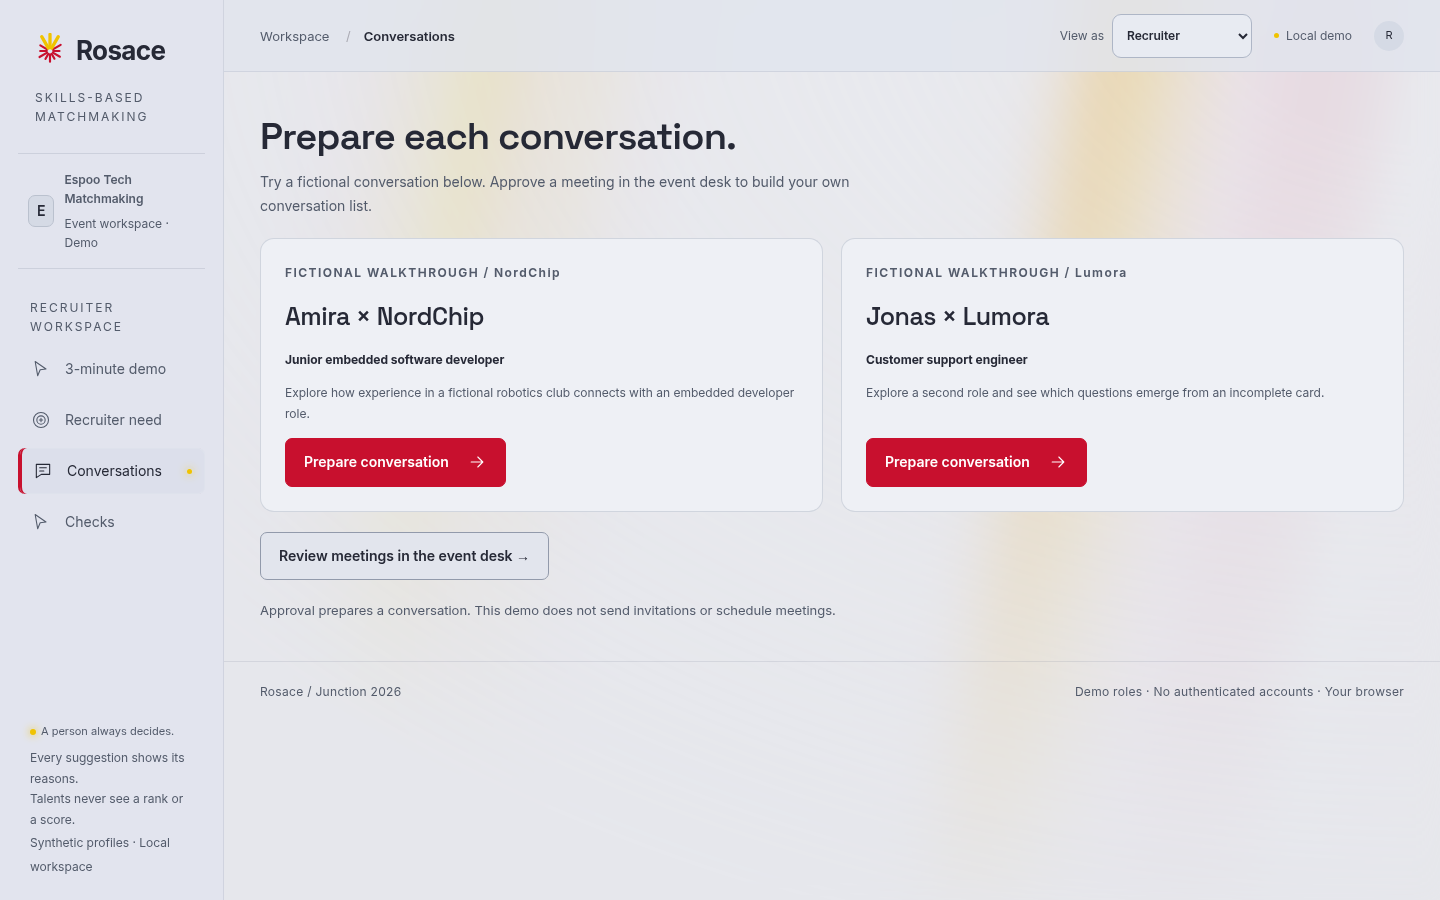 Rosace
SKILLS-BASED
MATCHMAKING
E
Espoo Tech
Matchmaking
Event workspace ·
Demo
RECRUITER
WORKSPACE
3-minute demo
Recruiter need
Conversations
Checks
A person always decides.
Every suggestion shows its
reasons.
Talents never see a rank or
a score.
Synthetic profiles · Local
workspace
Workspace / Conversations
View as
Recruiter
Local demo
R
Prepare each conversation.
Try a fictional conversation below. Approve a meeting in the event desk to build your own
conversation list.
FICTIONAL WALKTHROUGH / NordChip
Amira × NordChip
Junior embedded software developer
Explore how experience in a fictional robotics club connects with an embedded developer
role.
Prepare conversation →
FICTIONAL WALKTHROUGH / Lumora
Jonas × Lumora
Customer support engineer
Explore a second role and see which questions emerge from an incomplete card.
Prepare conversation →
Review meetings in the event desk →
Approval prepares a conversation. This demo does not send invitations or schedule meetings.
Rosace / Junction 2026
Demo roles · No authenticated accounts · Your browser